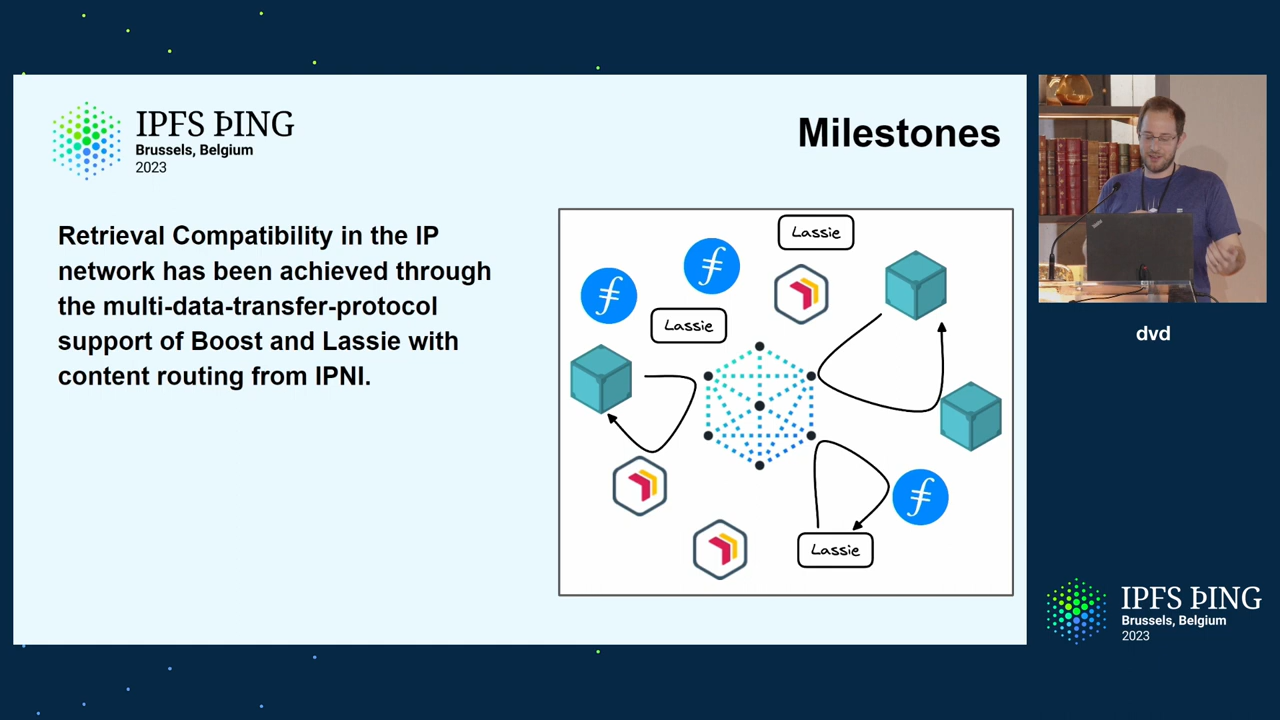 IPFS ÞING
Brussels, Belgium
2023
Milestones
Retrieval Compatibility in the IP
network has been achieved through
the multi-data-transfer-protocol
support of Boost and Lassie with
content routing from IPNI.
Lassie
Lassie
Lassie
dvd
IPFS ÞING
Brussels, Belgium
2023